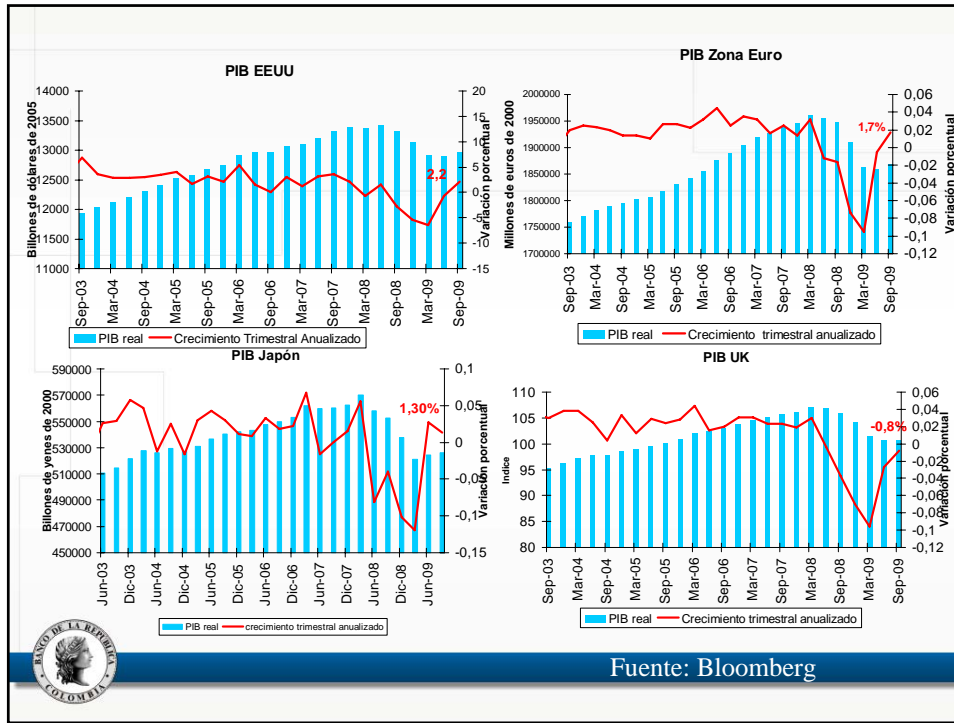 PIB EEUU
Billones de dólares de 2005
14000
13500
13000
12500
12000
11500
11000
20
15
10
5
0
-5
-10
-15
Variación porcentual
2,2
Sep-03
Mar-04
Sep-04
Mar-05
Sep-05
Mar-06
Sep-06
Mar-07
Sep-07
Mar-08
Sep-08
Mar-09
Sep-09
PIB real
Crecimiento Trimestral Anualizado
PIB Zona Euro
Millones de euros de 2000
2000000
1950000
1900000
1850000
1800000
1750000
1700000
0,06
0,04
0,02
0
-0,02
-0,04
-0,06
-0,08
-0,1
-0,12
Variación porcentual
1,7%
Sep-03
Mar-04
Sep-04
Mar-05
Sep-05
Mar-06
Sep-06
Mar-07
Sep-07
Mar-08
Sep-08
Mar-09
Sep-09
PIB real
Crecimiento trimestral anualizado
PIB Japón
Billones de yenes de 2000
590000
570000
550000
530000
510000
490000
470000
450000
0,1
0,05
0
-0,05
-0,1
-0,15
Variación porcentual
1,30%
Jun-03
Dic-03
Jun-04
Dic-04
Jun-05
Dic-05
Jun-06
Dic-06
Jun-07
Dic-07
Jun-08
Dic-08
Jun-09
PIB real
crecimiento trimestral anualizado
PIB UK
Indice
110
105
100
95
90
85
80
0,06
0,04
0,02
0
-0,02
-0,04
-0,06
-0,08
-0,1
-0,12
Variación porcentual
-0,8%
Sep-03
Mar-04
Sep-04
Mar-05
Sep-05
Mar-06
Sep-06
Mar-07
Sep-07
Mar-08
Sep-08
Mar-09
Sep-09
PIB real
Crecimiento trimestral anualizado
BANCO DE LA REPUBLICA
COLOMBIA
Fuente: Bloomberg